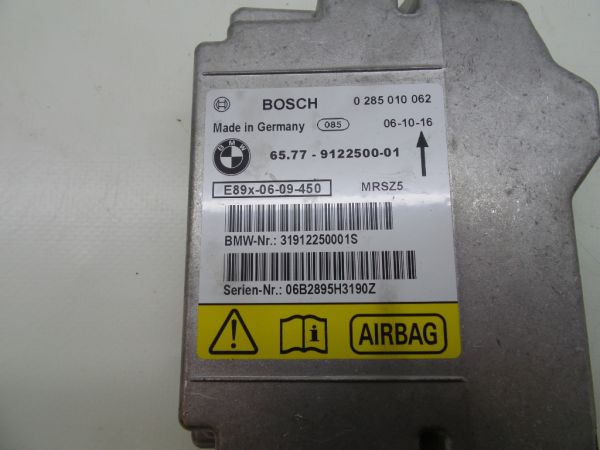 BOSCH 0 285 010 062
Made in Germany 085 06-10-16
BMW 65.77 - 9122500-01
E89x-06-09-450 MRSZ5
BMW-Nr.: 31912250001S
Serien-Nr.: 06B2895H3190Z
! i AIRBAG